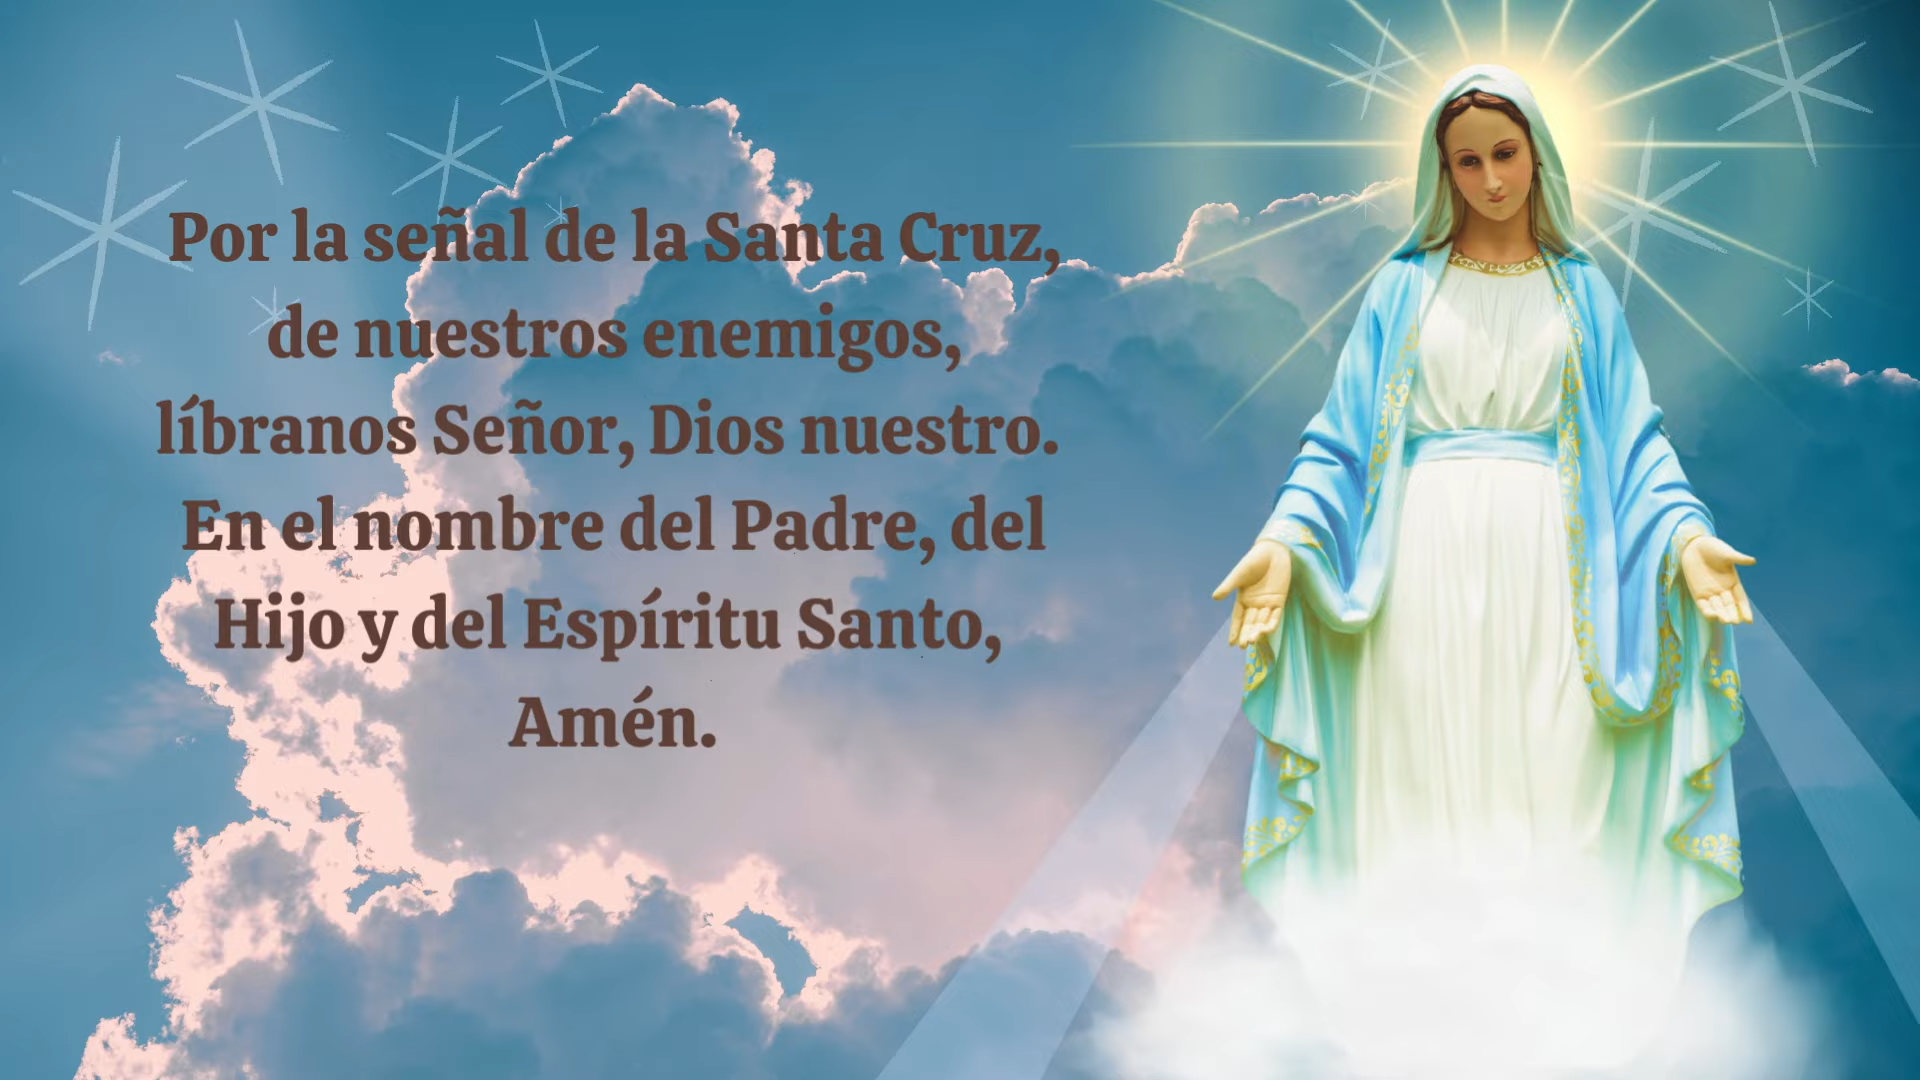 Por la señal de la Santa Cruz,
de nuestros enemigos,
líbranos Señor, Dios nuestro.
En el nombre del Padre, del
Hijo y del Espíritu Santo,
Amén.